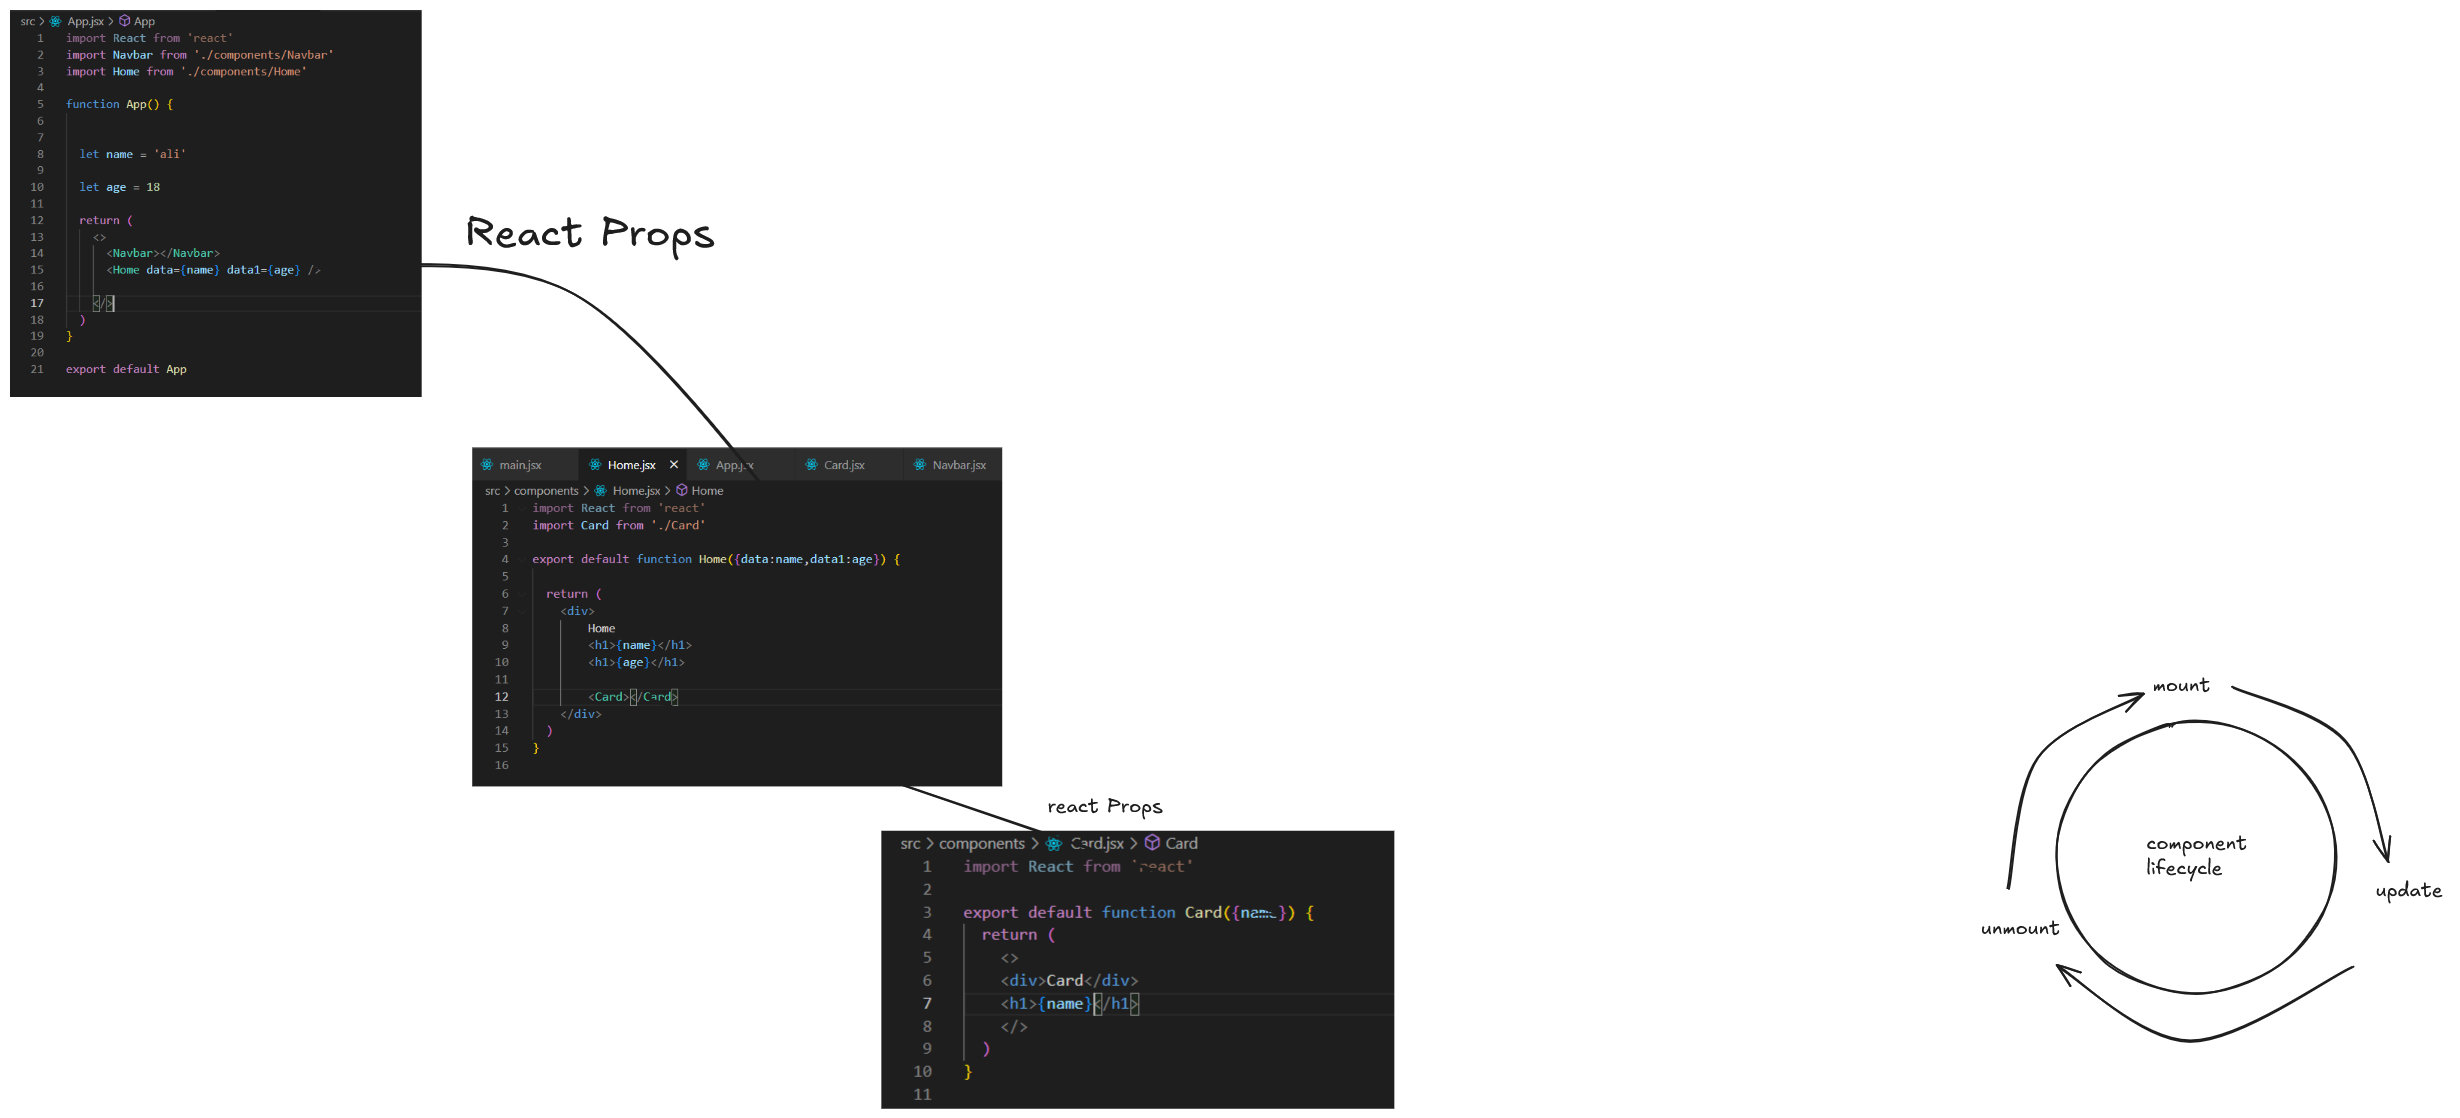 src > App.jsx > App
1 import React from 'react'
2 import Navbar from './components/Navbar'
3 import Home from './components/Home'
4
5 function App() {
6
7
8 let name = 'ali'
9
10 let age = 18
11
12 return (
13 <>
14 <Navbar></Navbar>
15 <Home data={name} data1={age} />
16
17 </>
18 )
19 }
20
21 export default App
React Props
main.jsx Home.jsx × App.jsx Card.jsx Navbar.jsx
src > components > Home.jsx > Home
1 import React from 'react'
2 import Card from './Card'
3
4 export default function Home({data:name,data1:age}) {
5
6 return (
7 <div>
8 Home
9 <h1>{name}</h1>
10 <h1>{age}</h1>
11
12 <Card></Card>
13 </div>
14 )
15 }
16
react Props
src > components > Card.jsx > Card
1 import React from 'react'
2
3 export default function Card({name}) {
4 return (
5 <>
6 <div>Card</div>
7 <h1>{name}</h1>
8 </>
9 )
10 }
11
mount
component
lifecycle
update
unmount